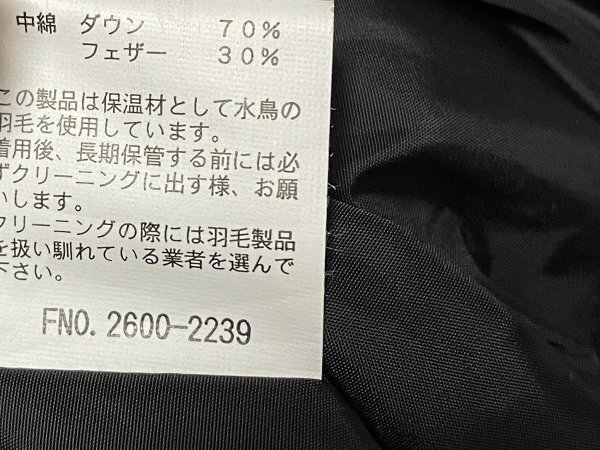 中綿 ダウン 70%
フェザー 30%
この製品は保温材として水鳥の
羽毛を使用しています。
着用後、長期保管する前には必
ずクリーニングに出す様、お願
いします。
クリーニングの際には羽毛製品
を扱い馴れている業者を選んで
下さい。
FNO. 2600-2239